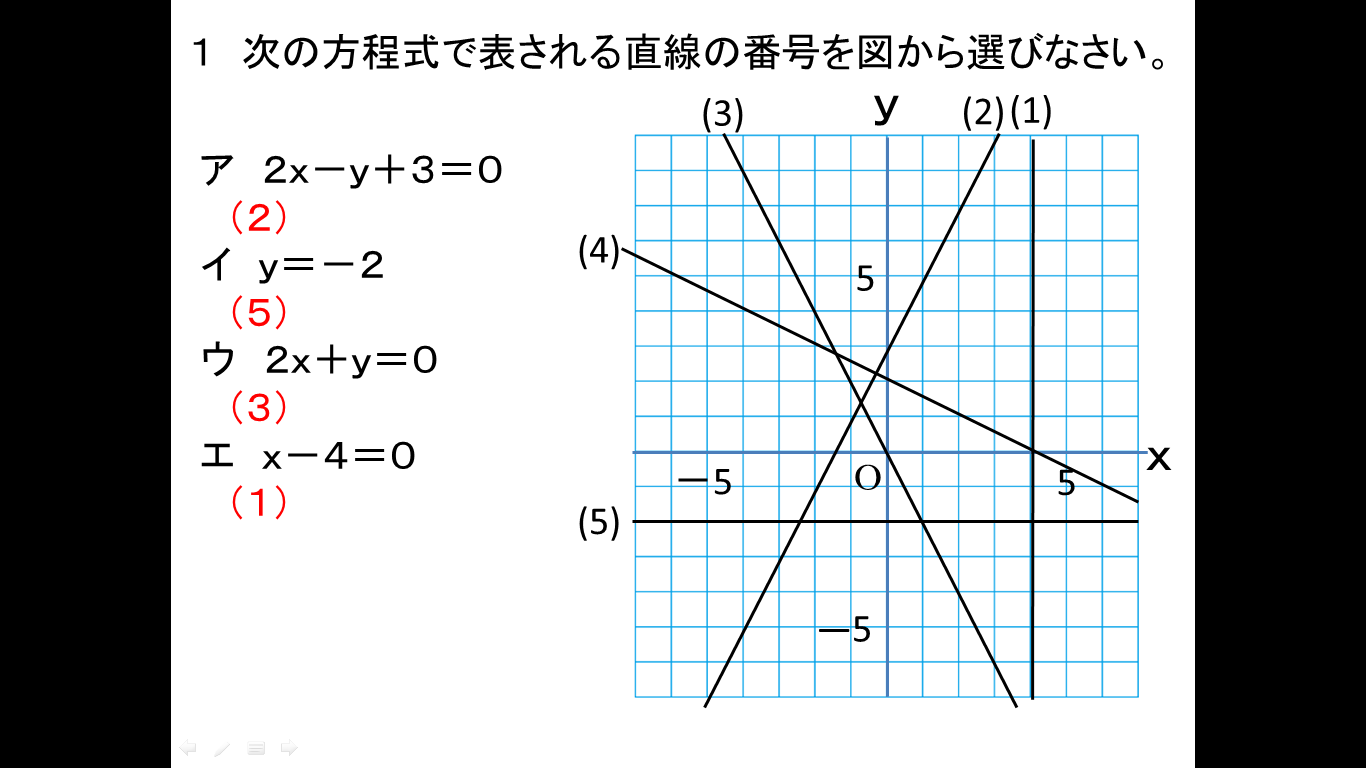 １　次の方程式で表される直線の番号を図から選びなさい。
ア　２x－y＋３＝０
（２）
イ　y＝－２
（５）
ウ　２x＋y＝０
（３）
エ　x－４＝０
（１）
(3) y (2) (1)
(4)
5
－5 O 5 x
(5)
－5